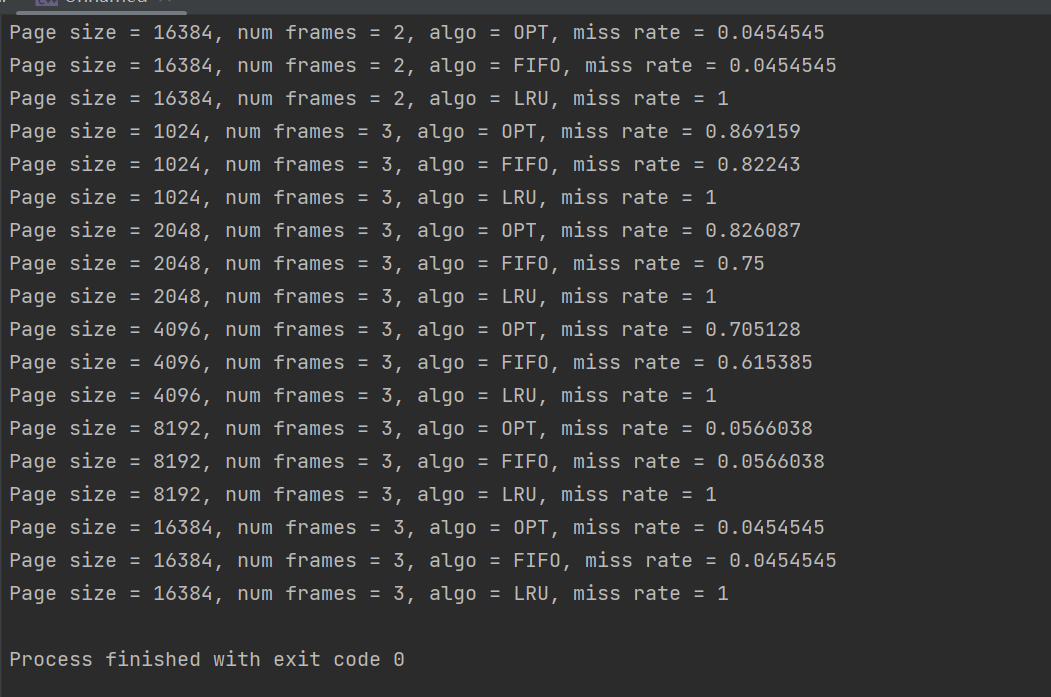 Page size = 16384, num frames = 2, algo = OPT, miss rate = 0.0454545
Page size = 16384, num frames = 2, algo = FIFO, miss rate = 0.0454545
Page size = 16384, num frames = 2, algo = LRU, miss rate = 1
Page size = 1024, num frames = 3, algo = OPT, miss rate = 0.869159
Page size = 1024, num frames = 3, algo = FIFO, miss rate = 0.82243
Page size = 1024, num frames = 3, algo = LRU, miss rate = 1
Page size = 2048, num frames = 3, algo = OPT, miss rate = 0.826087
Page size = 2048, num frames = 3, algo = FIFO, miss rate = 0.75
Page size = 2048, num frames = 3, algo = LRU, miss rate = 1
Page size = 4096, num frames = 3, algo = OPT, miss rate = 0.705128
Page size = 4096, num frames = 3, algo = FIFO, miss rate = 0.615385
Page size = 4096, num frames = 3, algo = LRU, miss rate = 1
Page size = 8192, num frames = 3, algo = OPT, miss rate = 0.0566038
Page size = 8192, num frames = 3, algo = FIFO, miss rate = 0.0566038
Page size = 8192, num frames = 3, algo = LRU, miss rate = 1
Page size = 16384, num frames = 3, algo = OPT, miss rate = 0.0454545
Page size = 16384, num frames = 3, algo = FIFO, miss rate = 0.0454545
Page size = 16384, num frames = 3, algo = LRU, miss rate = 1
Process finished with exit code 0